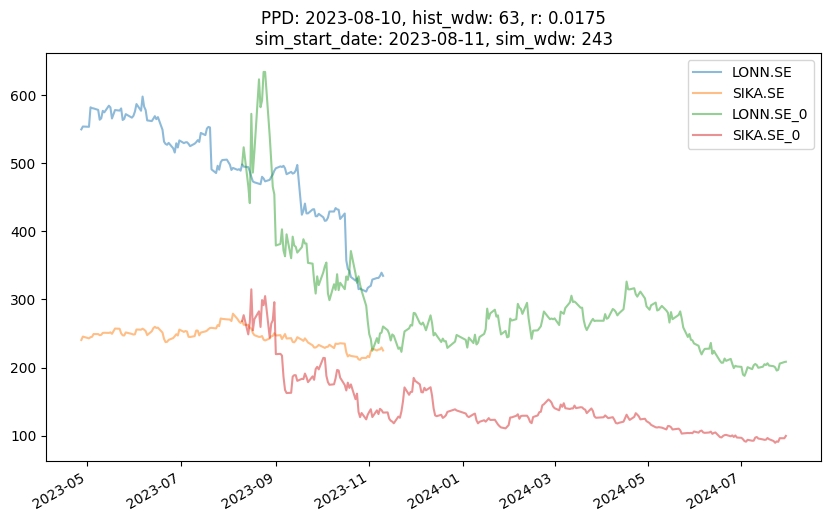 PPD: 2023-08-10, hist_wdw: 63, r: 0.0175
sim_start_date: 2023-08-11, sim_wdw: 243
LONN.SE
SIKA.SE
LONN.SE_0
SIKA.SE_0
600
500
400
300
200
100
2023-05
2023-07
2023-09
2023-11
2024-01
2024-03
2024-05
2024-07